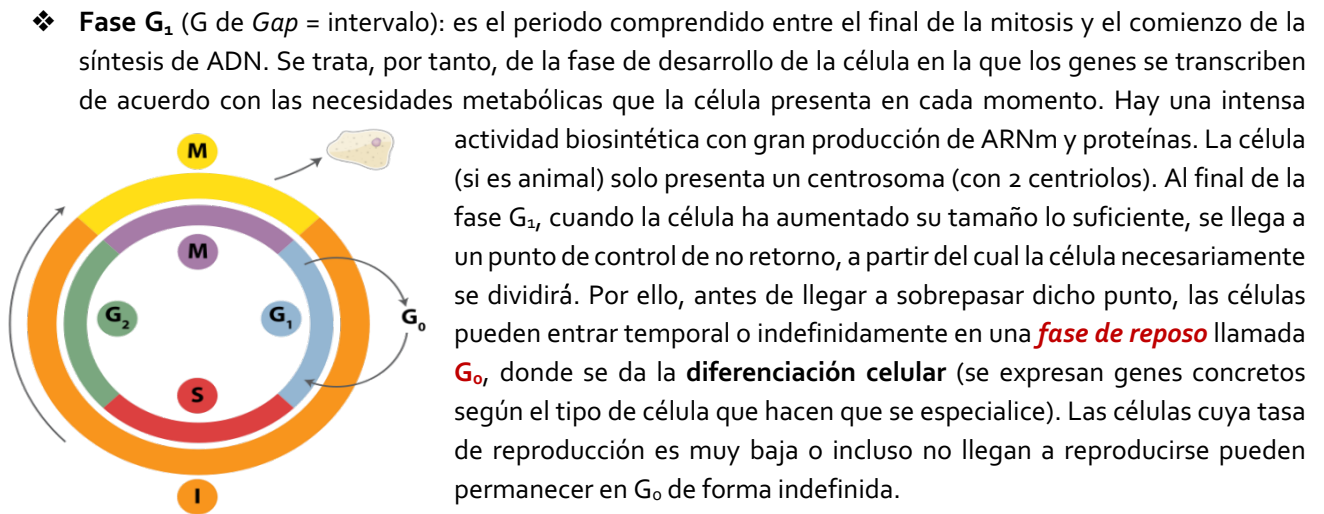 ❖ Fase G₁ (G de Gap = intervalo): es el periodo comprendido entre el final de la mitosis y el comienzo de la
síntesis de ADN. Se trata, por tanto, de la fase de desarrollo de la célula en la que los genes se transcriben
de acuerdo con las necesidades metabólicas que la célula presenta en cada momento. Hay una intensa
actividad biosintética con gran producción de ARNm y proteínas. La célula
(si es animal) solo presenta un centrosoma (con 2 centriolos). Al final de la
fase G₁, cuando la célula ha aumentado su tamaño lo suficiente, se llega a
un punto de control de no retorno, a partir del cual la célula necesariamente
se dividirá. Por ello, antes de llegar a sobrepasar dicho punto, las células
pueden entrar temporal o indefinidamente en una fase de reposo llamada
G₀, donde se da la diferenciación celular (se expresan genes concretos
según el tipo de célula que hacen que se especialice). Las células cuya tasa
de reproducción es muy baja o incluso no llegan a reproducirse pueden
permanecer en G₀ de forma indefinida.
M
M
G₂
G₁
G₀
S
I